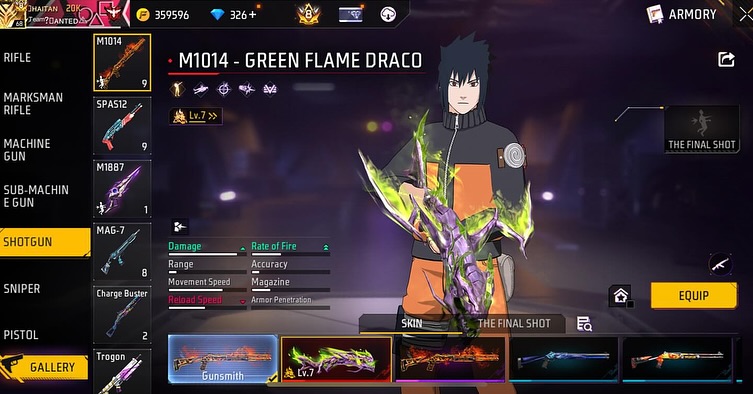 HAITAN 20K
359596
326+
ARMORY
RIFLE
MARKSMAN
RIFLE
MACHINE
GUN
SUB-MACHIN
E GUN
SHOTGUN
SNIPER
PISTOL
GALLERY
M1014
9
SPAS12
9
M1887
1
MAG-7
8
Charge Buster
2
Trogon
M1014 - GREEN FLAME DRACO
Lv.7
THE FINAL SHOT
Damage
Rate of Fire
Range
Accuracy
Movement Speed
Magazine
Reload Speed
Armor Penetration
EQUIP
SKIN
THE FINAL SHOT
Gunsmith
Lv.7